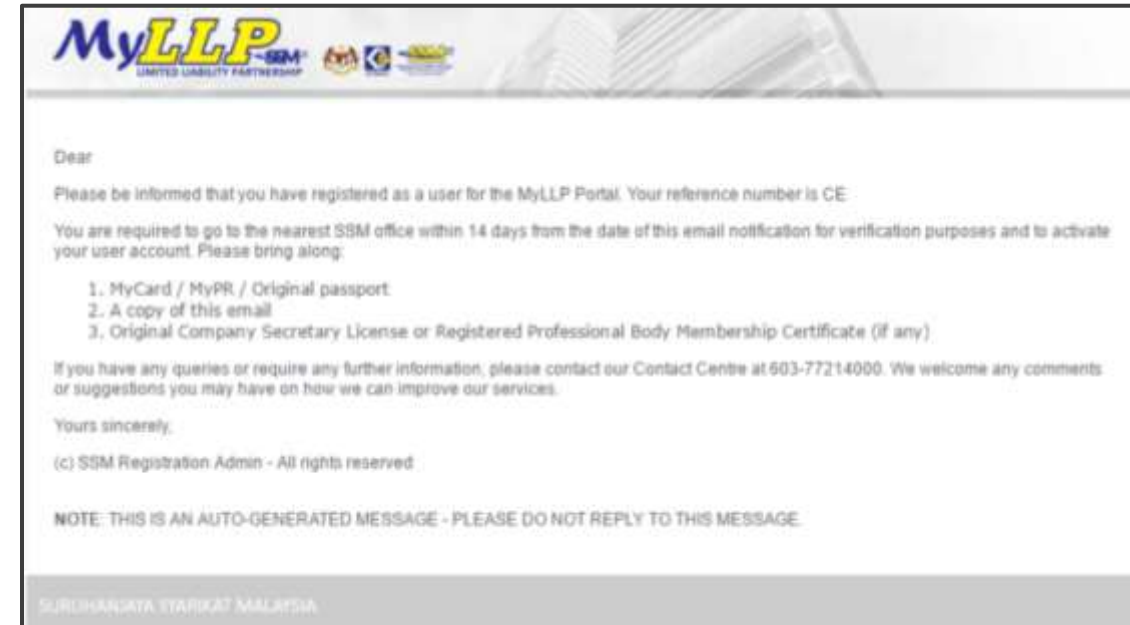 MyLLP-SSM
LIMITED LIABILITY PARTNERSHIP
Dear
Please be informed that you have registered as a user for the MyLLP Portal. Your reference number is CE
You are required to go to the nearest SSM office within 14 days from the date of this email notification for verification purposes and to activate
your user account. Please bring along:
1. MyCard / MyPR / Original passport
2. A copy of this email
3. Original Company Secretary License or Registered Professional Body Membership Certificate (if any)
If you have any queries or require any further information, please contact our Contact Centre at 603-77214000. We welcome any comments
or suggestions you may have on how we can improve our services.
Yours sincerely,
(c) SSM Registration Admin - All rights reserved
NOTE: THIS IS AN AUTO-GENERATED MESSAGE - PLEASE DO NOT REPLY TO THIS MESSAGE.
SURUHANJAYA SYARIKAT MALAYSIA